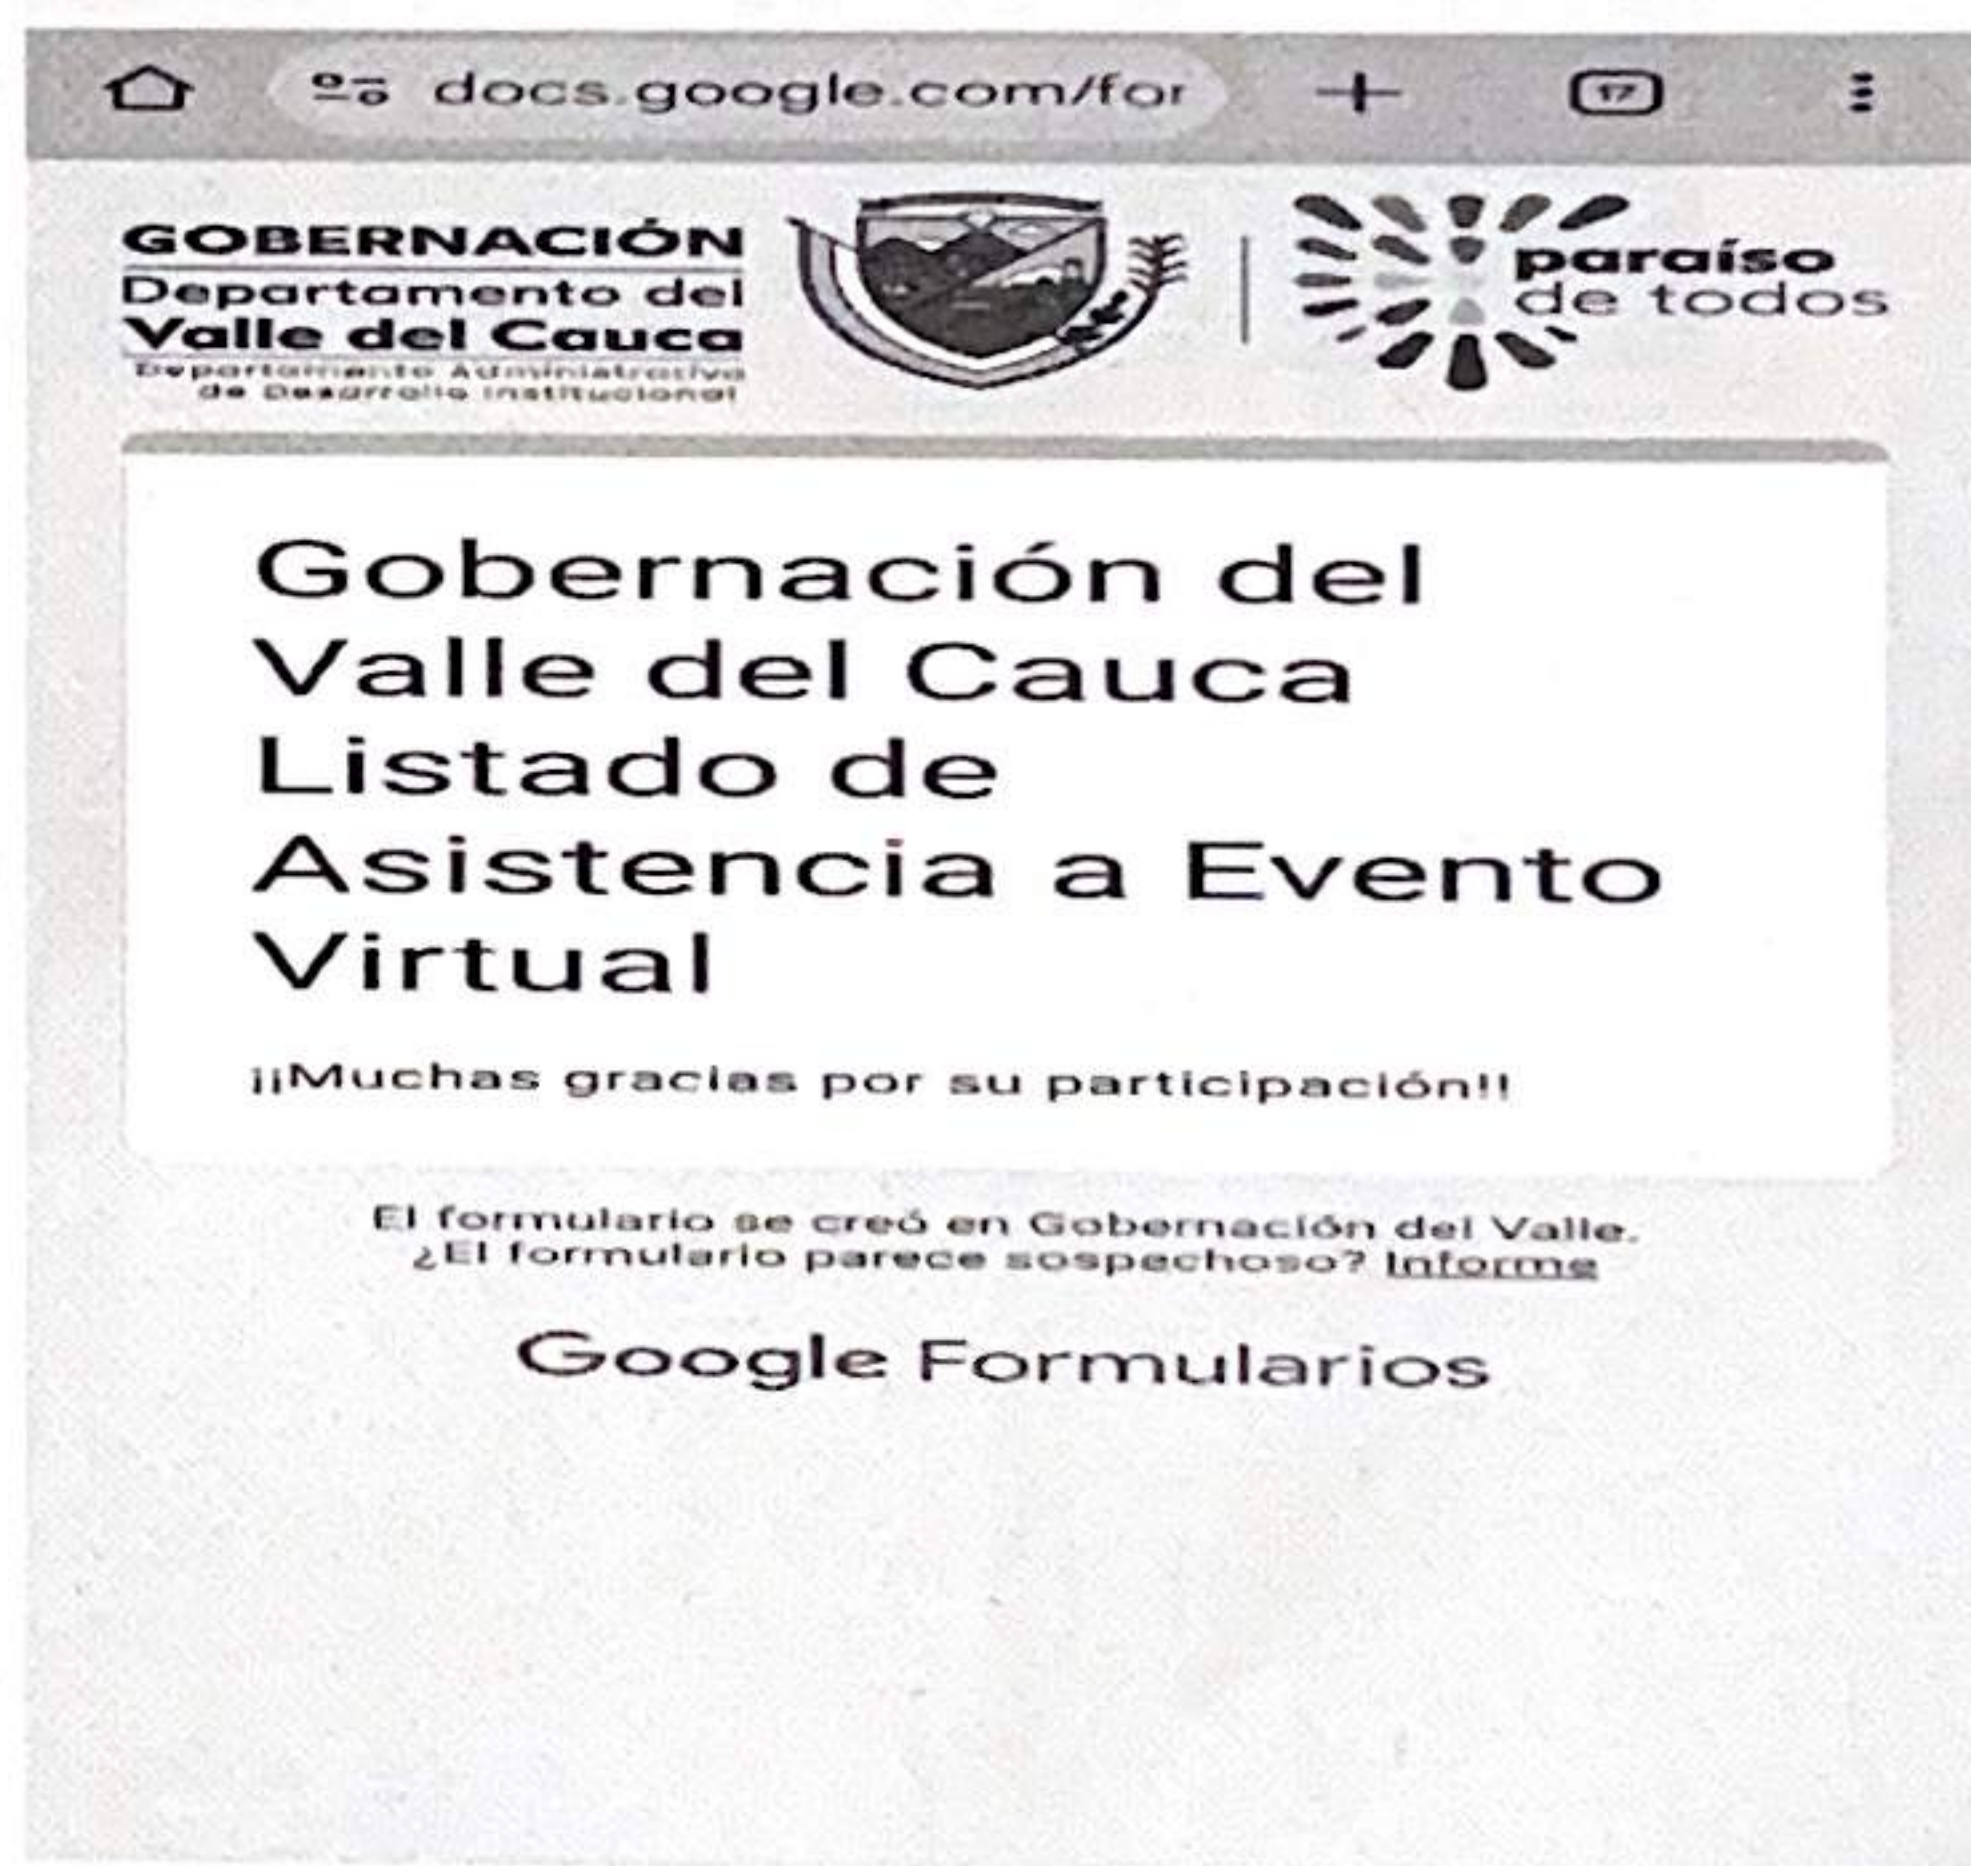 docs.google.com/for
17
GOBERNACIÓN
Departamento del
Valle del Cauca
Departamento Administrativo
de Desarrollo Institucional
paraíso
de todos
Gobernación del
Valle del Cauca
Listado de
Asistencia a Evento
Virtual
¡¡Muchas gracias por su participación!!
El formulario se creó en Gobernación del Valle.
¿El formulario parece sospechoso? Informe
Google Formularios